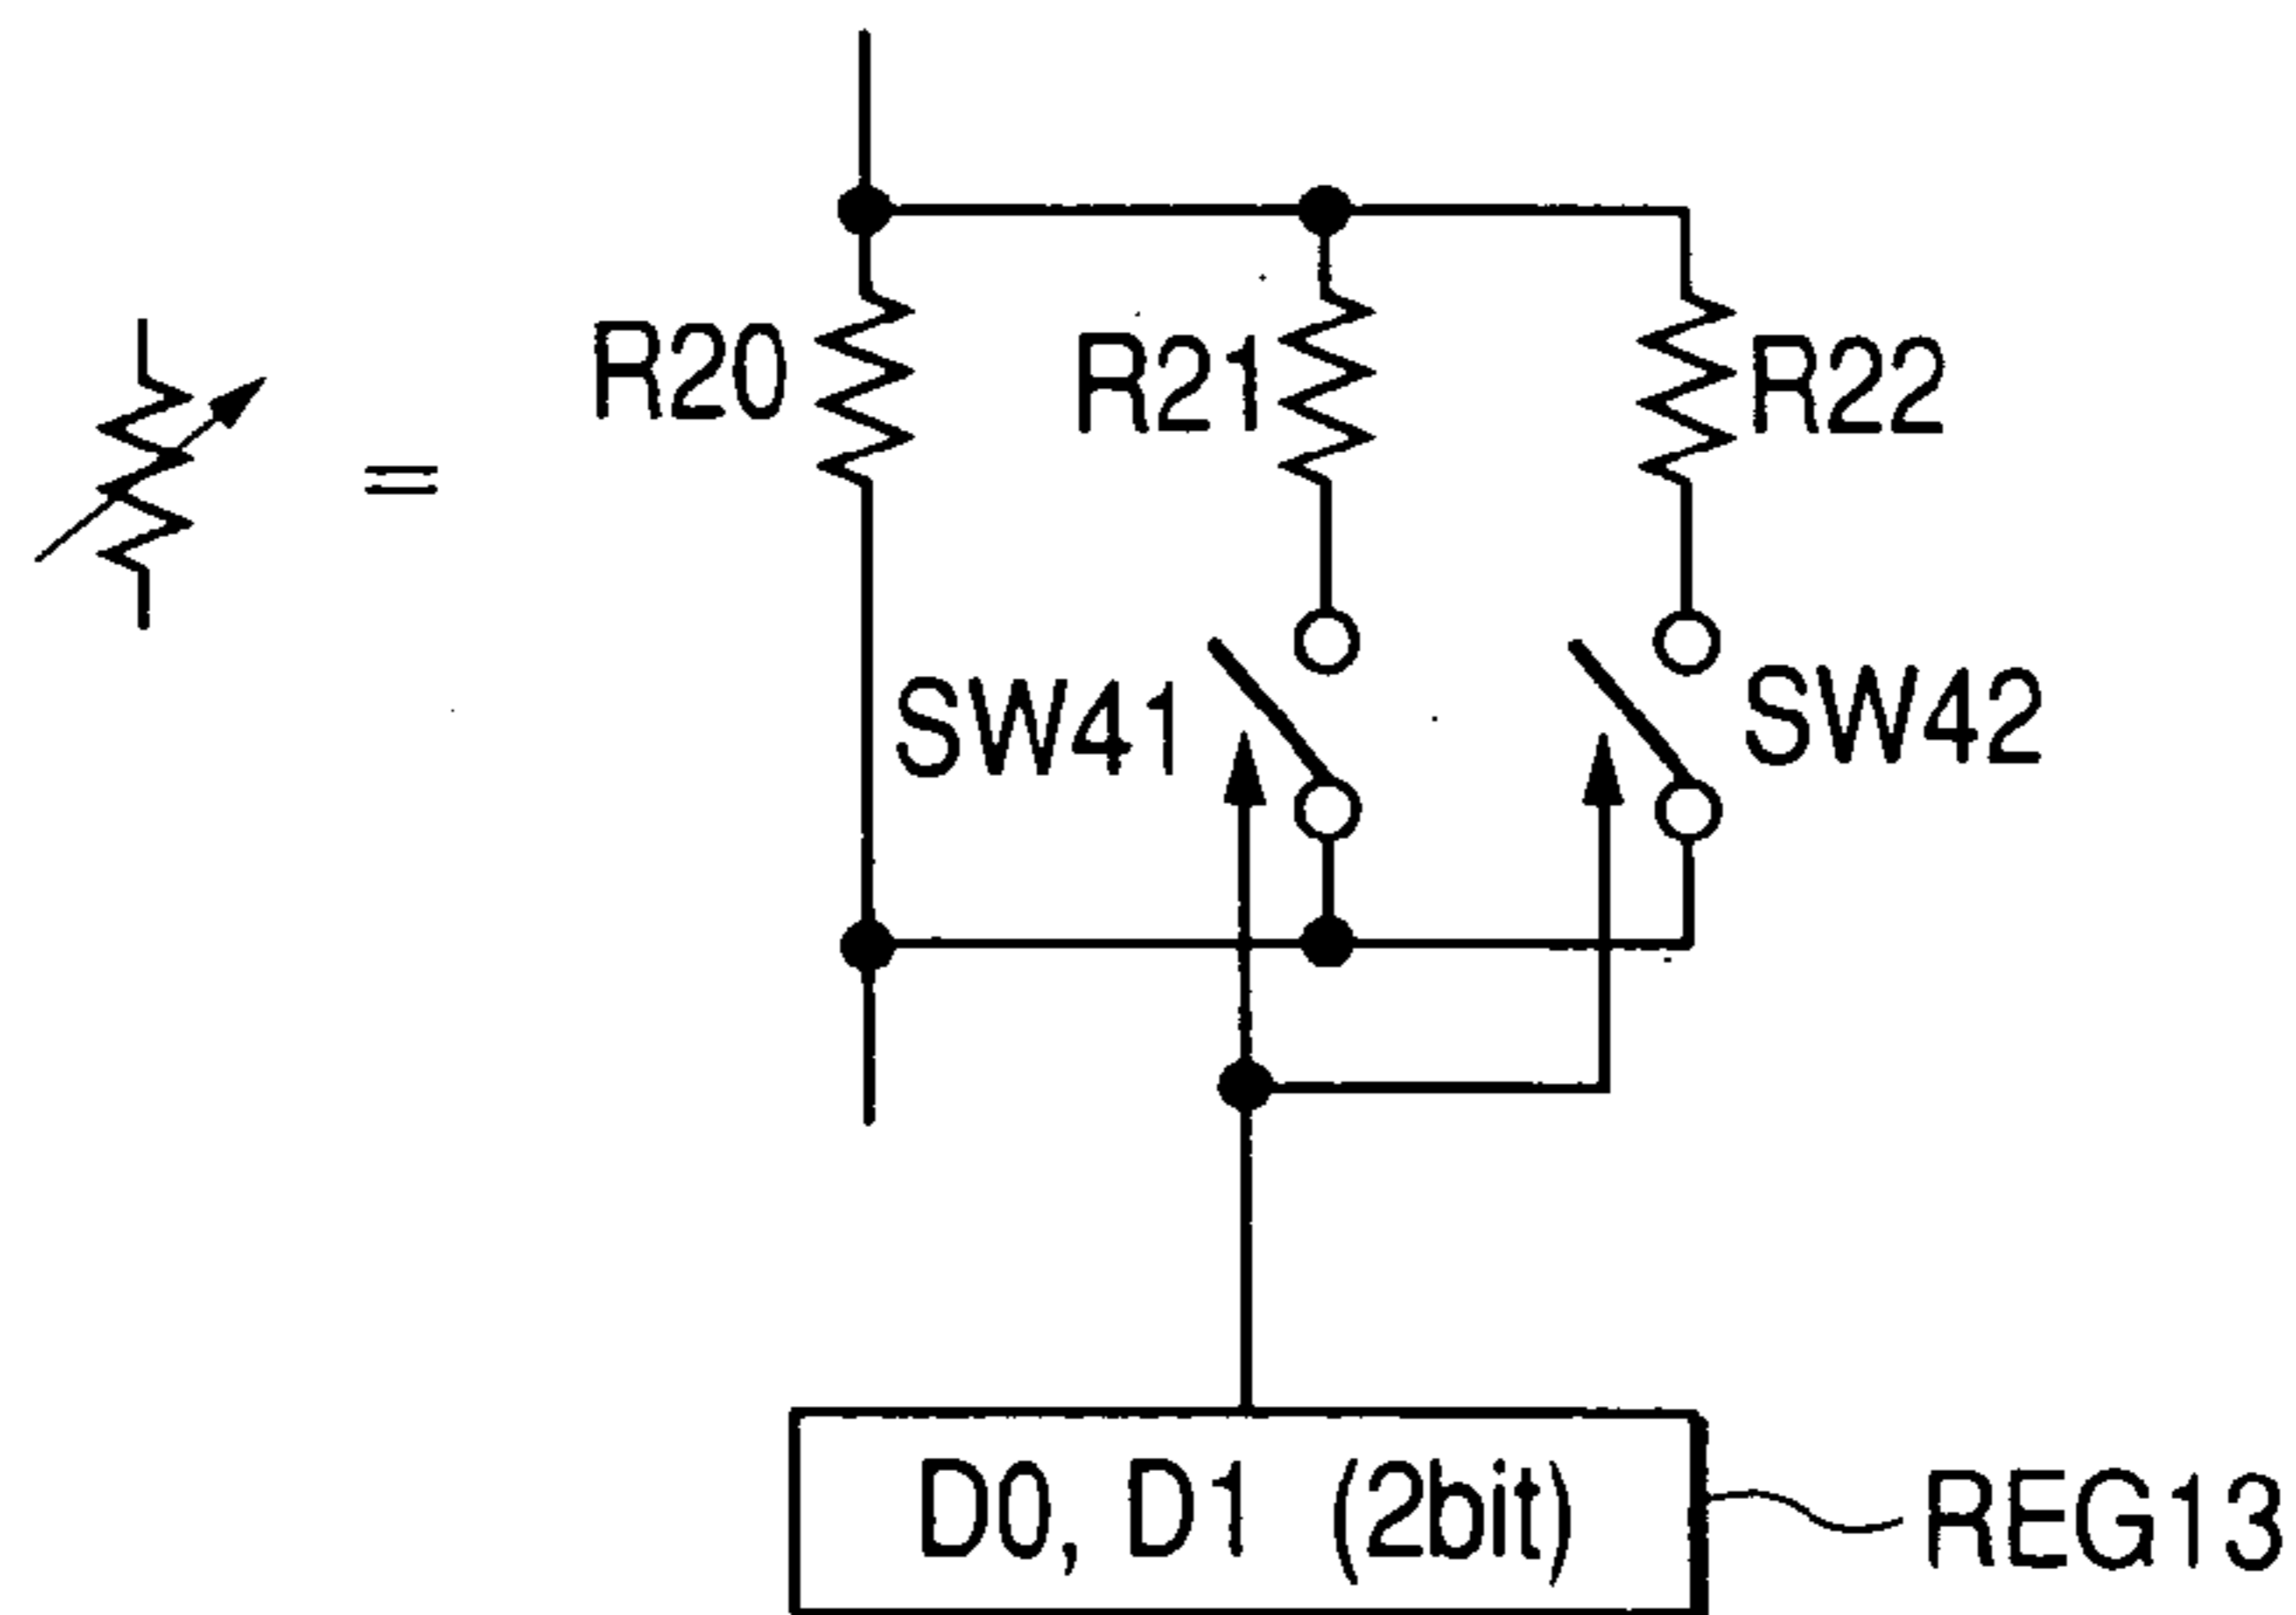 R20
R21
R22
=
SW41
SW42
D0, D1 (2bit)
REG13